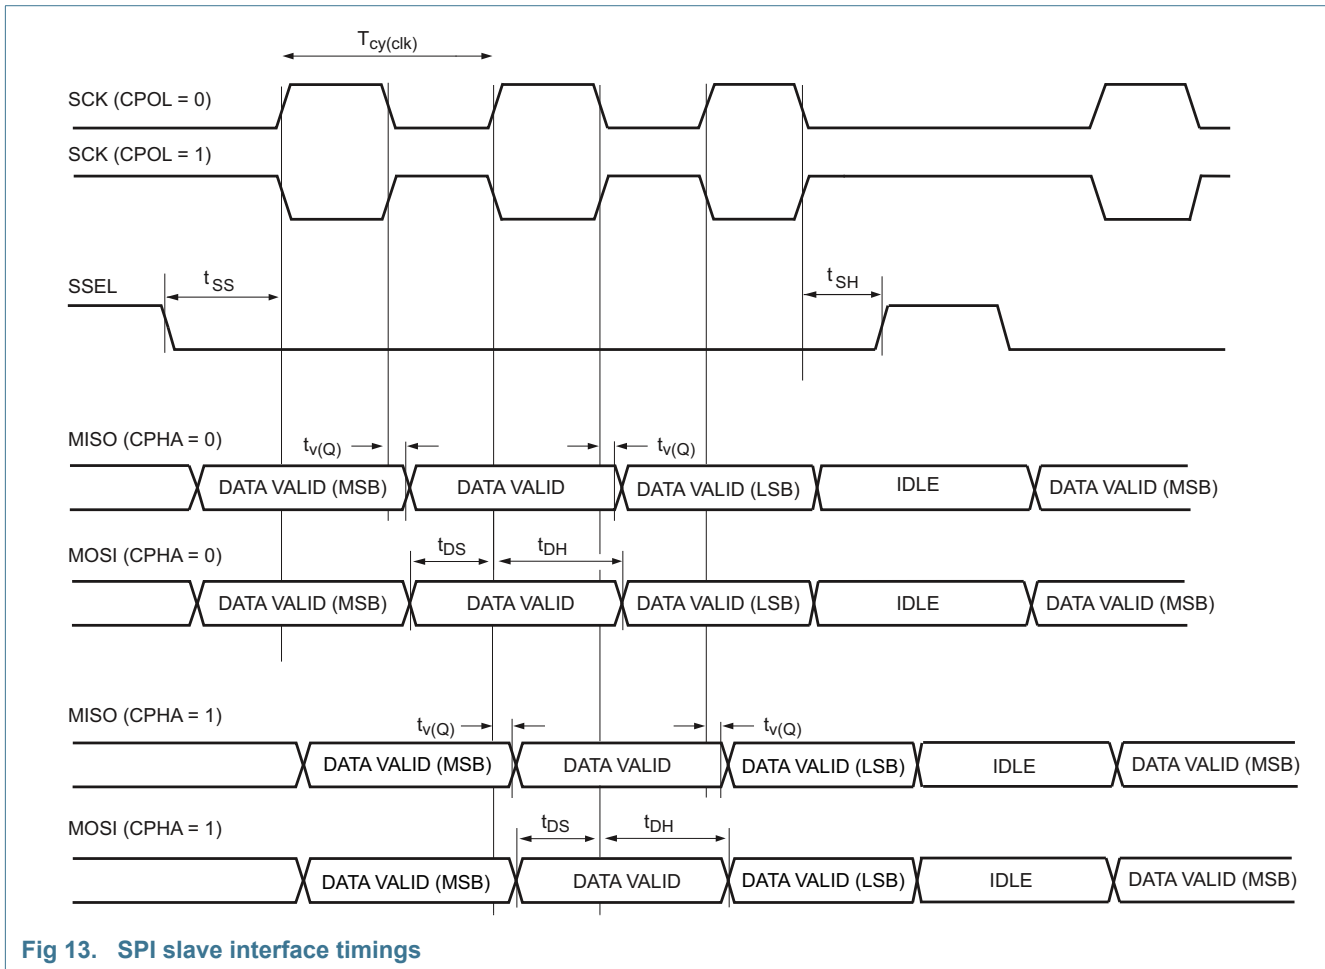 Tcy(clk)
SCK (CPOL = 0)
SCK (CPOL = 1)
SSEL
tSS
tSH
MISO (CPHA = 0)
tv(Q) tv(Q)
DATA VALID (MSB) DATA VALID DATA VALID (LSB) IDLE DATA VALID (MSB)
MOSI (CPHA = 0)
tDS tDH
DATA VALID (MSB) DATA VALID DATA VALID (LSB) IDLE DATA VALID (MSB)
MISO (CPHA = 1)
tv(Q) tv(Q)
DATA VALID (MSB) DATA VALID DATA VALID (LSB) IDLE DATA VALID (MSB)
MOSI (CPHA = 1)
tDS tDH
DATA VALID (MSB) DATA VALID DATA VALID (LSB) IDLE DATA VALID (MSB)
Fig 13. SPI slave interface timings